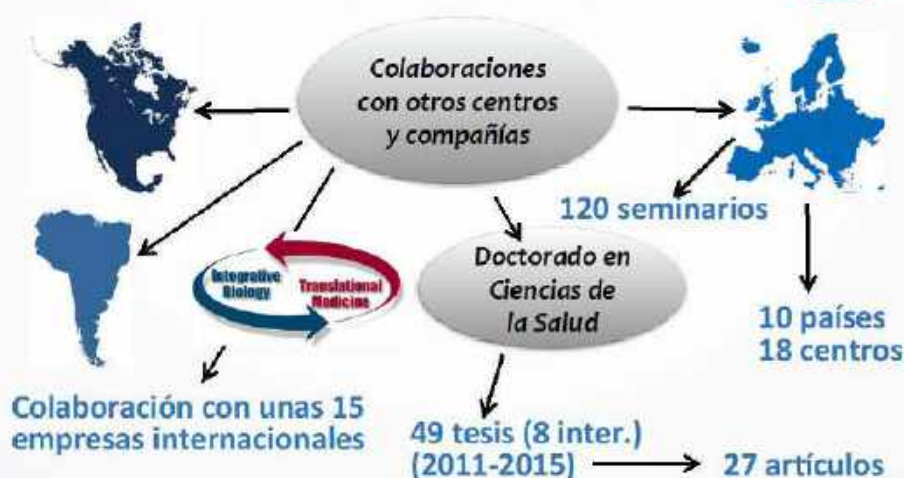 Colaboraciones
con otros centros
y compañías
120 seminarios
Integrative
Biology
Translational
Medicine
Doctorado en
Ciencias de
la Salud
10 países
18 centros
Colaboración con unas 15
empresas internacionales
49 tesis (8 inter.)
(2011-2015)
27 artículos